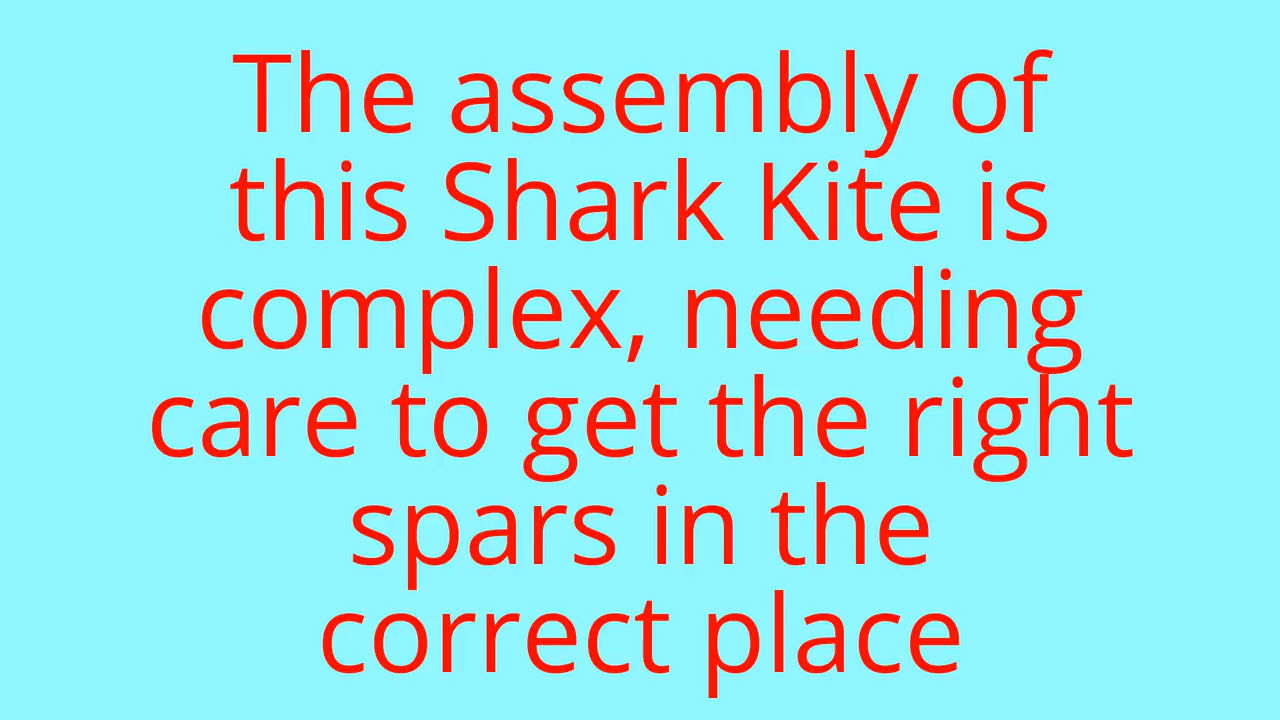 The assembly of
this Shark Kite is
complex, needing
care to get the right
spars in the
correct place